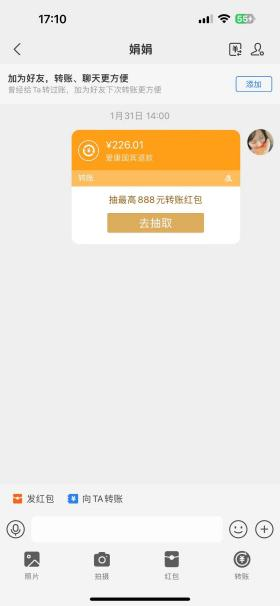 17:10
55
娟娟
加为好友，转账、聊天更方便
曾经给Ta转过账，加为好友下次转账更方便
添加
1月31日 14:00
¥226.01
爱康国宾退款
转账
抽最高888元转账红包
去抽取
发红包
向TA转账
照片
拍摄
红包
转账